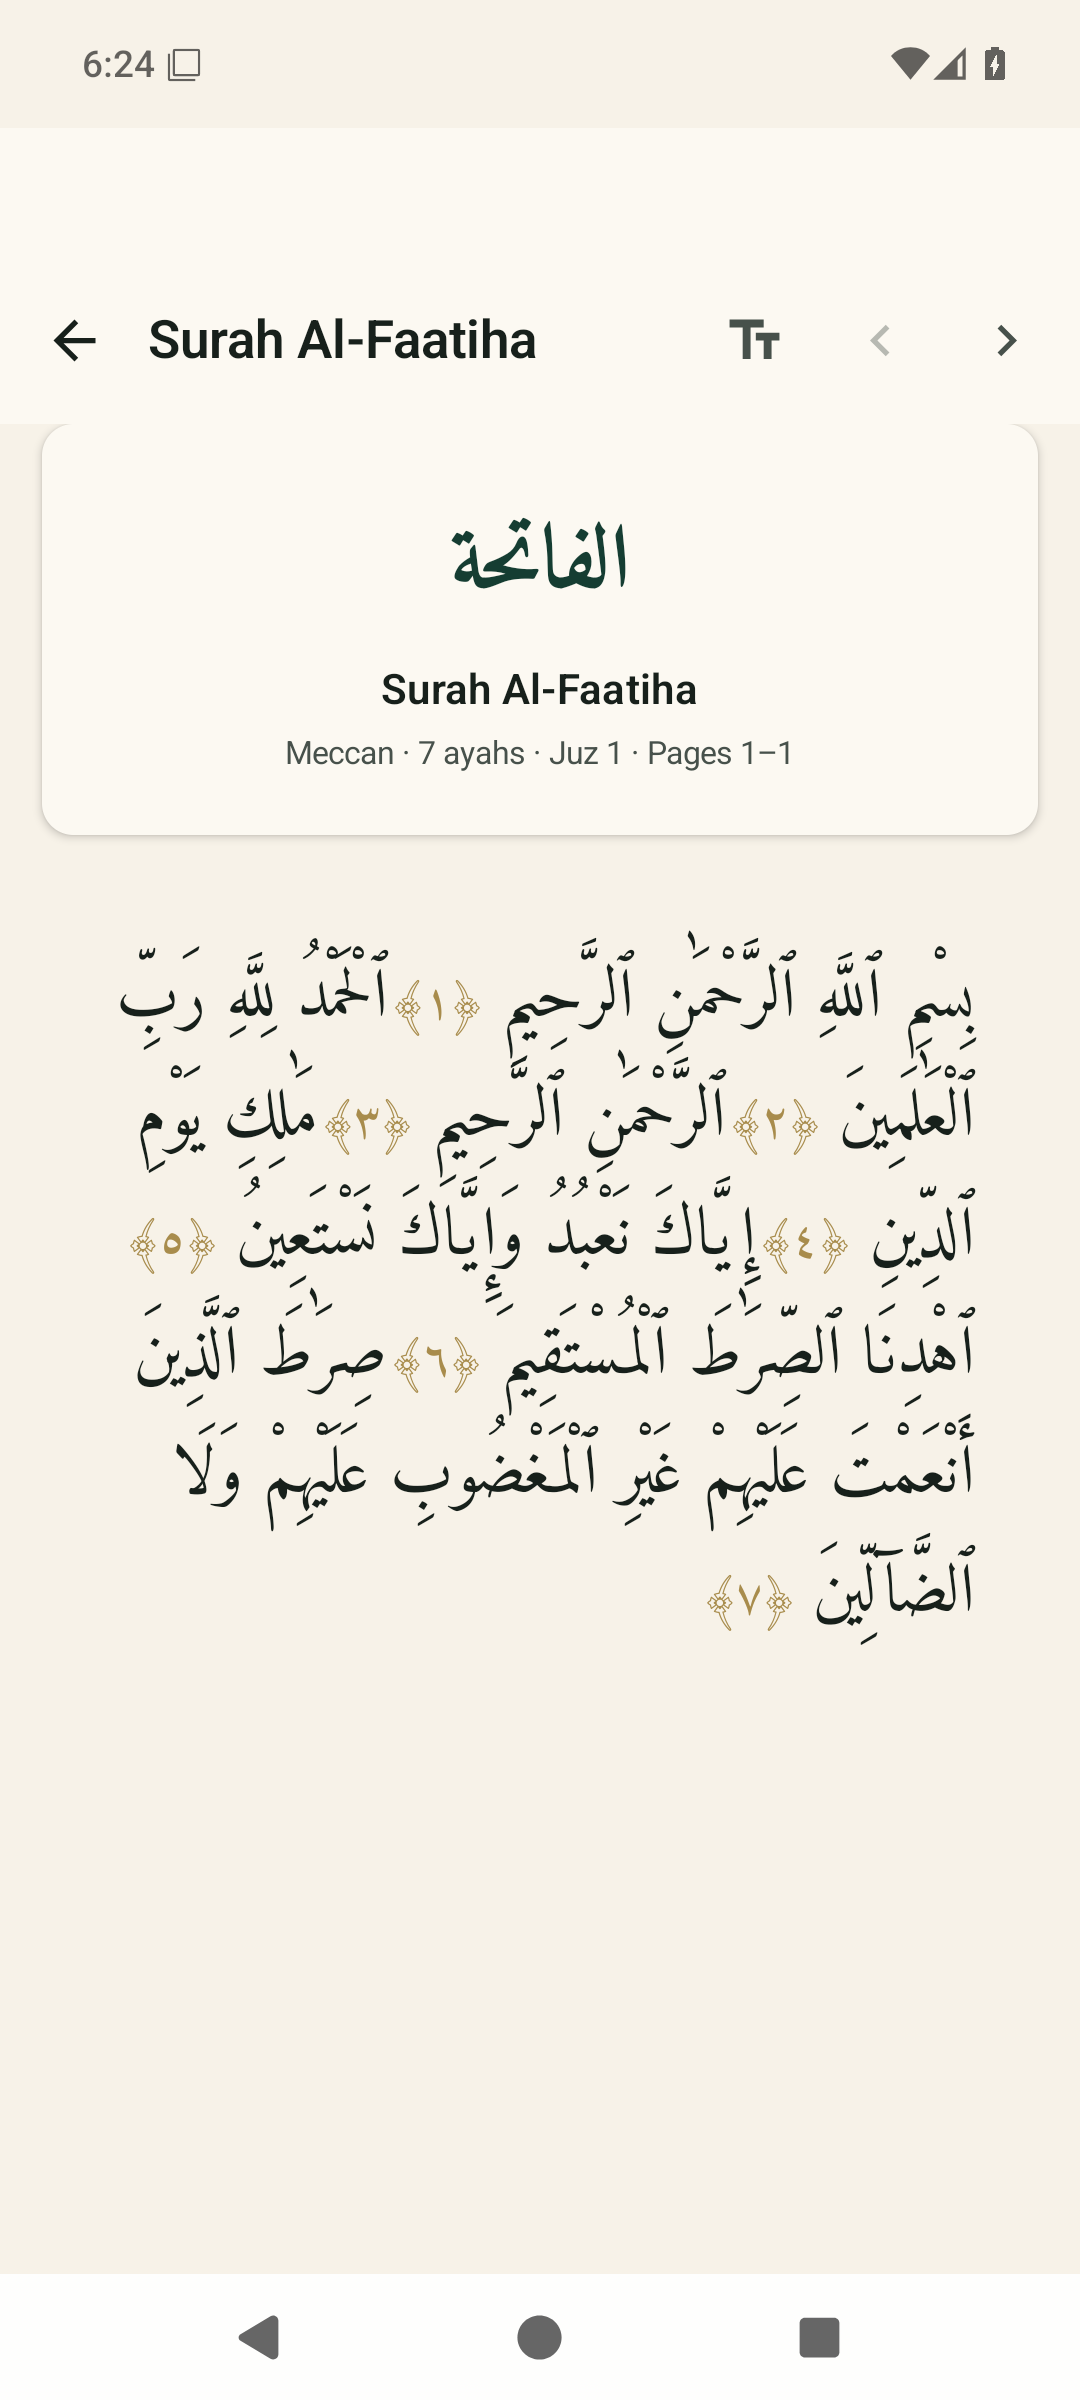 6:24
Surah Al-Faatiha
الفاتحة
Surah Al-Faatiha
Meccan · 7 ayahs · Juz 1 · Pages 1–1
بِسْمِ ٱللَّهِ ٱلرَّحْمَٰنِ ٱلرَّحِيمِ ﴿١﴾ٱلْحَمْدُ لِلَّهِ رَبِّ
ٱلْعَٰلَمِينَ ﴿٢﴾ٱلرَّحْمَٰنِ ٱلرَّحِيمِ ﴿٣﴾مَٰلِكِ يَوْمِ
ٱلدِّينِ ﴿٤﴾إِيَّاكَ نَعْبُدُ وَإِيَّاكَ نَسْتَعِينُ ﴿٥﴾
ٱهْدِنَا ٱلصِّرَٰطَ ٱلْمُسْتَقِيمَ ﴿٦﴾صِرَٰطَ ٱلَّذِينَ
أَنْعَمْتَ عَلَيْهِمْ غَيْرِ ٱلْمَغْضُوبِ عَلَيْهِمْ وَلَا
ٱلضَّآلِّينَ ﴿٧﴾